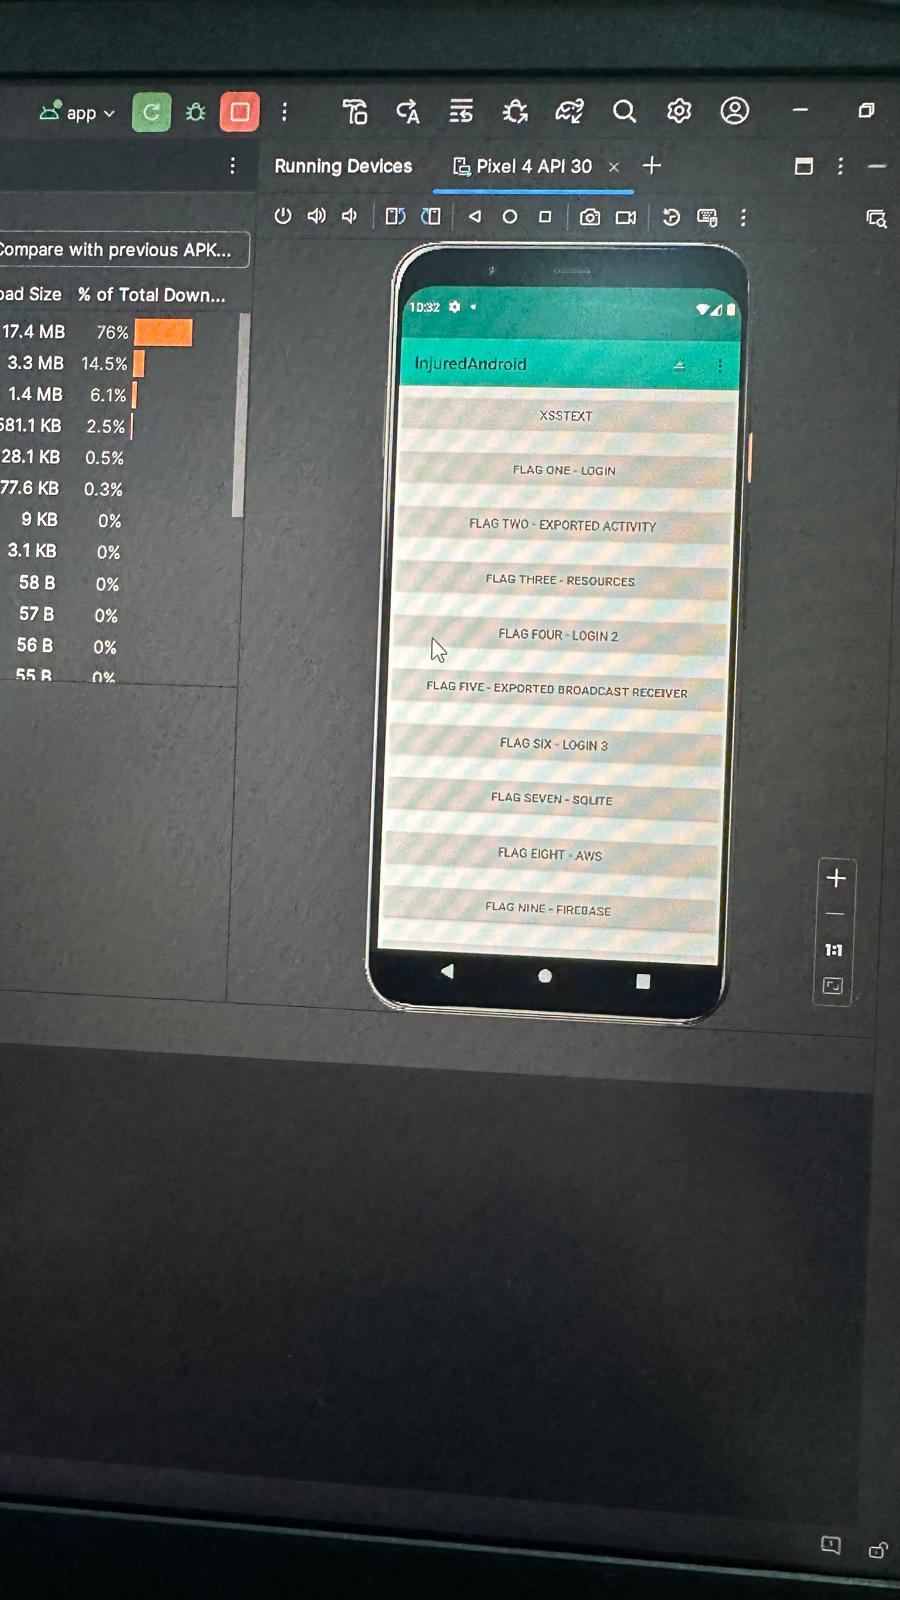 app
Running Devices
Pixel 4 API 30
Compare with previous APK...
Size % of Total Down...
17.4 MB 76%
3.3 MB 14.5%
1.4 MB 6.1%
581.1 KB 2.5%
28.1 KB 0.5%
77.6 KB 0.3%
9 KB 0%
3.1 KB 0%
58 B 0%
57 B 0%
56 B 0%
55 B 0%
10:32
InjuredAndroid
XSSTEXT
FLAG ONE - LOGIN
FLAG TWO - EXPORTED ACTIVITY
FLAG THREE - RESOURCES
FLAG FOUR - LOGIN 2
FLAG FIVE - EXPORTED BROADCAST RECEIVER
FLAG SIX - LOGIN 3
FLAG SEVEN - SQLITE
FLAG EIGHT - AWS
FLAG NINE - FIREBASE
1:1